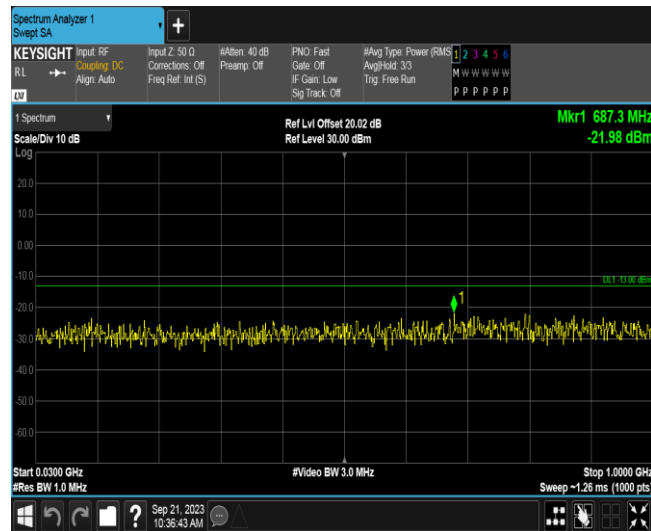 Spectrum Analyzer 1
Swept SA
+
KEYSIGHT
RL
LXI
Input: RF
Coupling: DC
Align: Auto
Input Z: 50 Ω
Corrections: Off
Freq Ref: Int (S)
#Atten: 40 dB
Preamp: Off
PNO: Fast
Gate: Off
IF Gain: Low
Sig Track: Off
#Avg Type: Power (RMS
Avg|Hold: 3/3
Trig: Free Run
1 2 3 4 5 6
M W W W W W
P P P P P P
1 Spectrum
Scale/Div 10 dB
Ref Lvl Offset 20.02 dB
Ref Level 30.00 dBm
Mkr1 687.3 MHz
-21.98 dBm
Log
20.0
10.0
0.00
-10.0
DL1 -13.00 dBm
1
-20.0
-30.0
-40.0
-50.0
-60.0
Start 0.0300 GHz
#Res BW 1.0 MHz
#Video BW 3.0 MHz
Stop 1.0000 GHz
Sweep ~1.26 ms (1000 pts)
?
Sep 21, 2023
10:36:43 AM